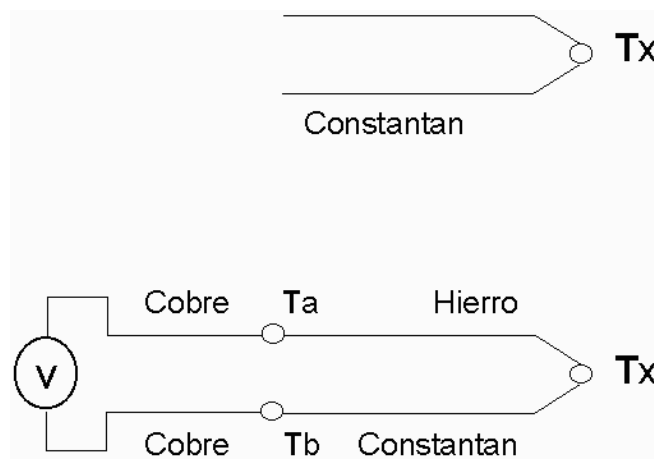 Tx
Constantan
Cobre Ta Hierro
V Tx
Cobre Tb Constantan